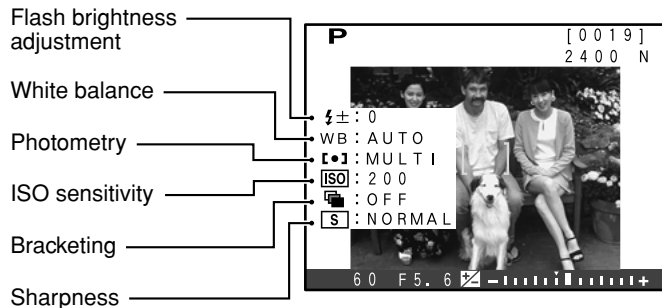 Flash brightness
adjustment
White balance
Photometry
ISO sensitivity
Bracketing
Sharpness
P
[0019]
2400 N
±:0
WB:AUTO
[•]:MULTI
ISO:200
:OFF
S:NORMAL
60 F5.6 - +